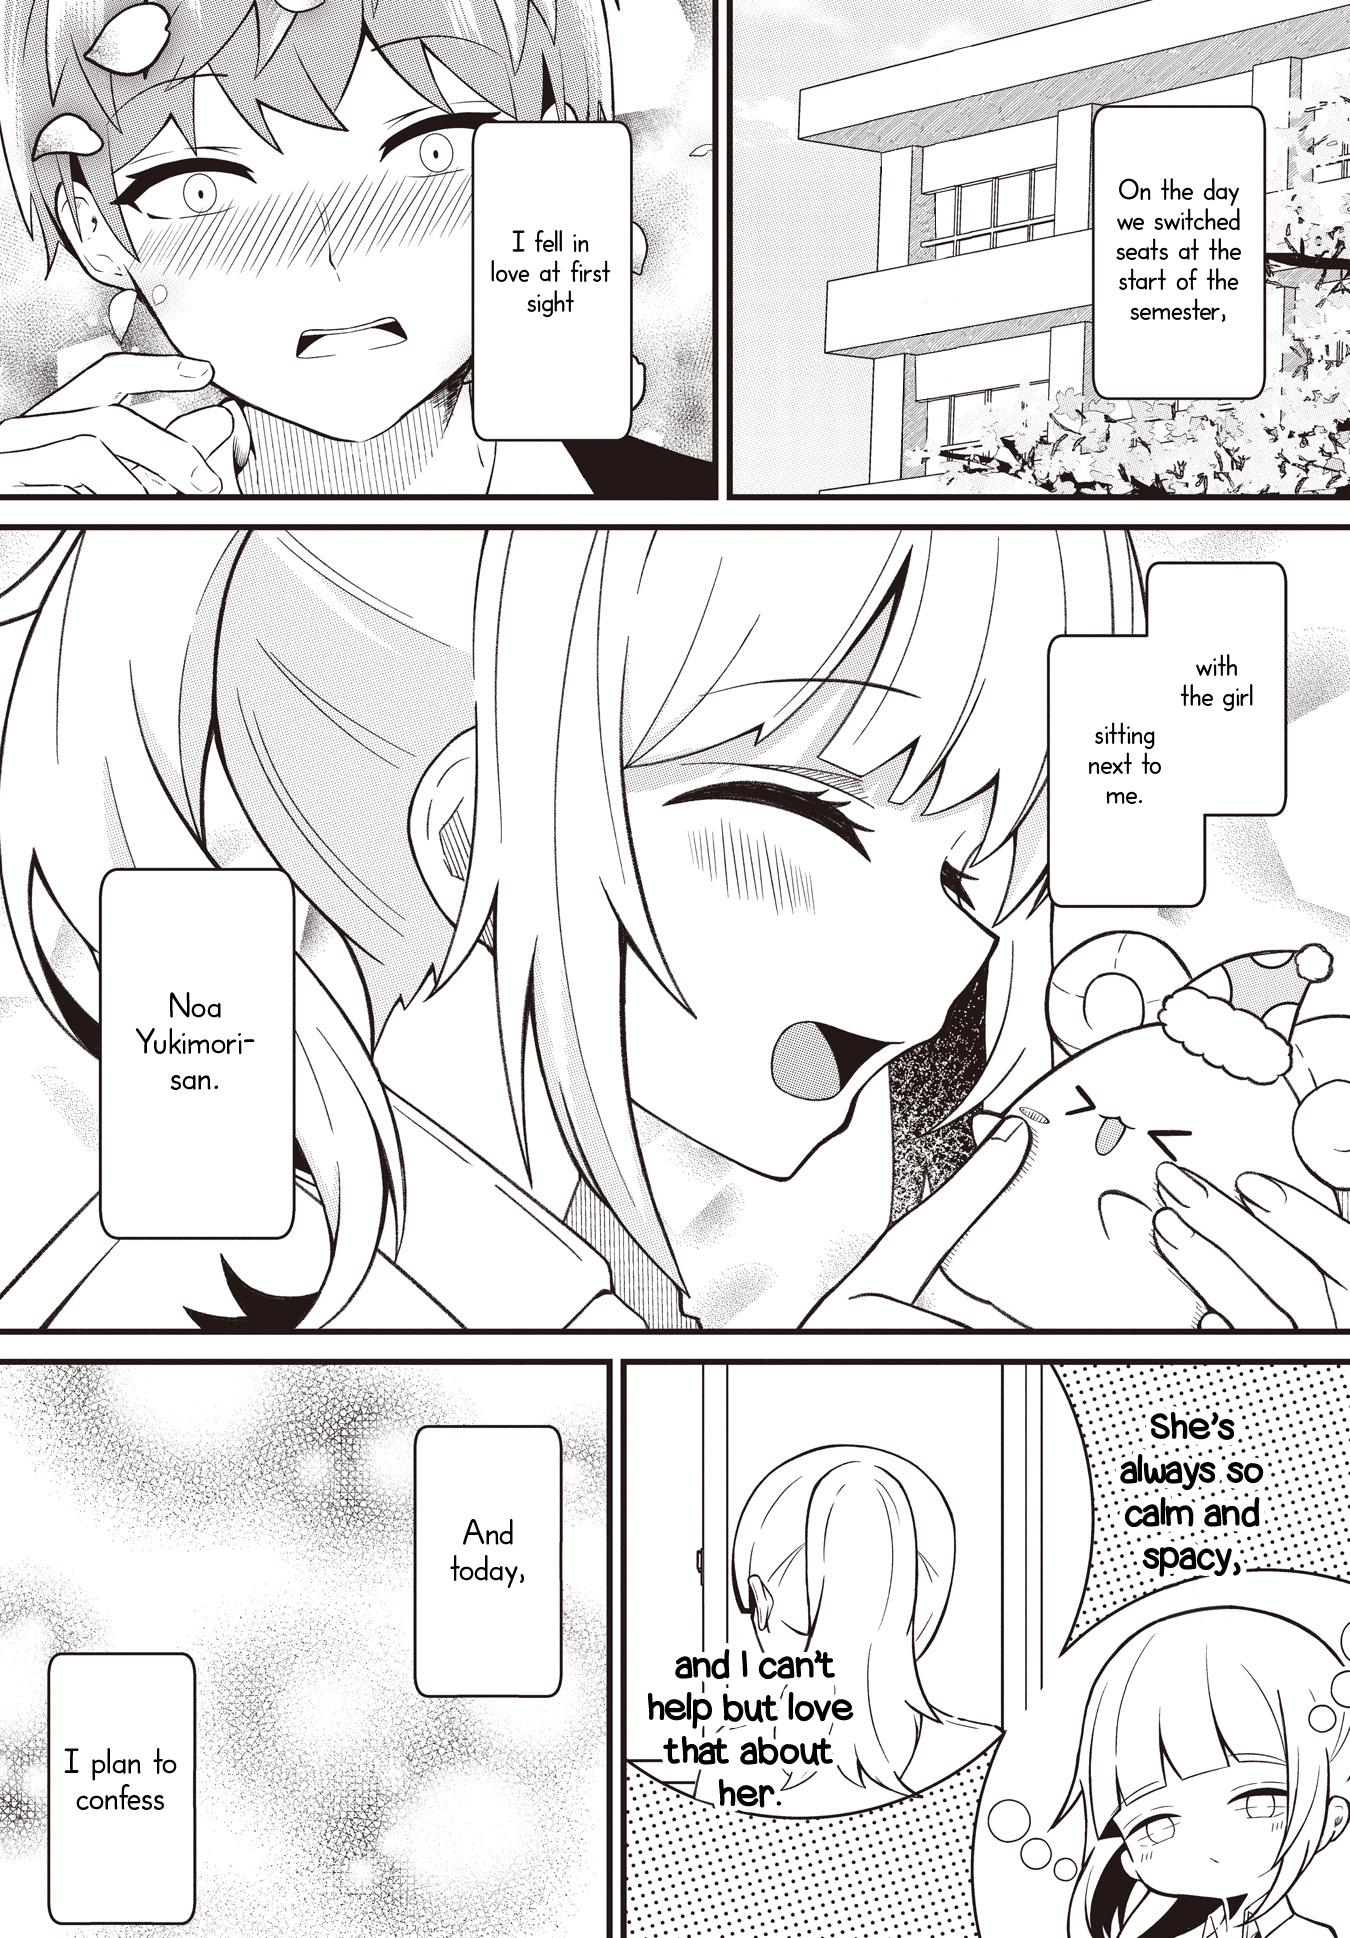 On the day
we switched
seats at the
start of the
semester,
I fell in
love at first
sight
with
the girl
sitting
next to
me.
Noa
Yukimori-
san.
She's
always so
calm and
spacy,
and I can't
help but love
that about
her.
And
today,
I plan to
confess